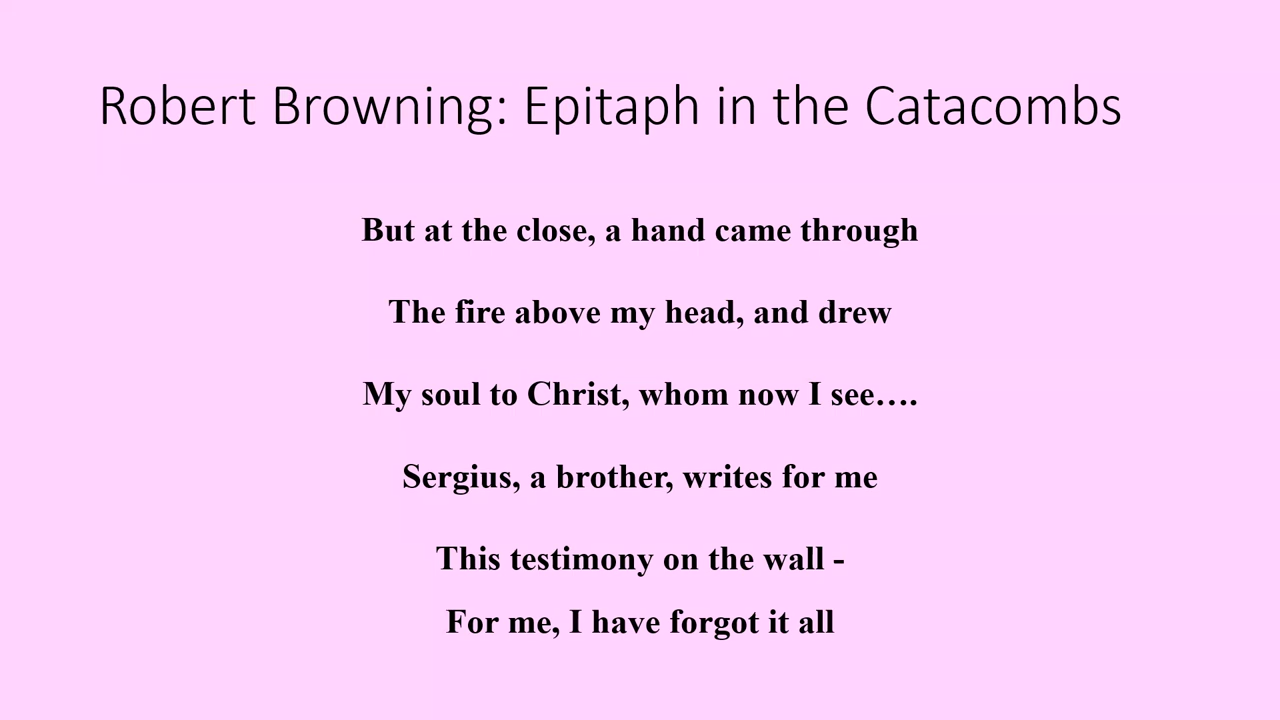 Robert Browning: Epitaph in the Catacombs
But at the close, a hand came through
The fire above my head, and drew
My soul to Christ, whom now I see….
Sergius, a brother, writes for me
This testimony on the wall -
For me, I have forgot it all